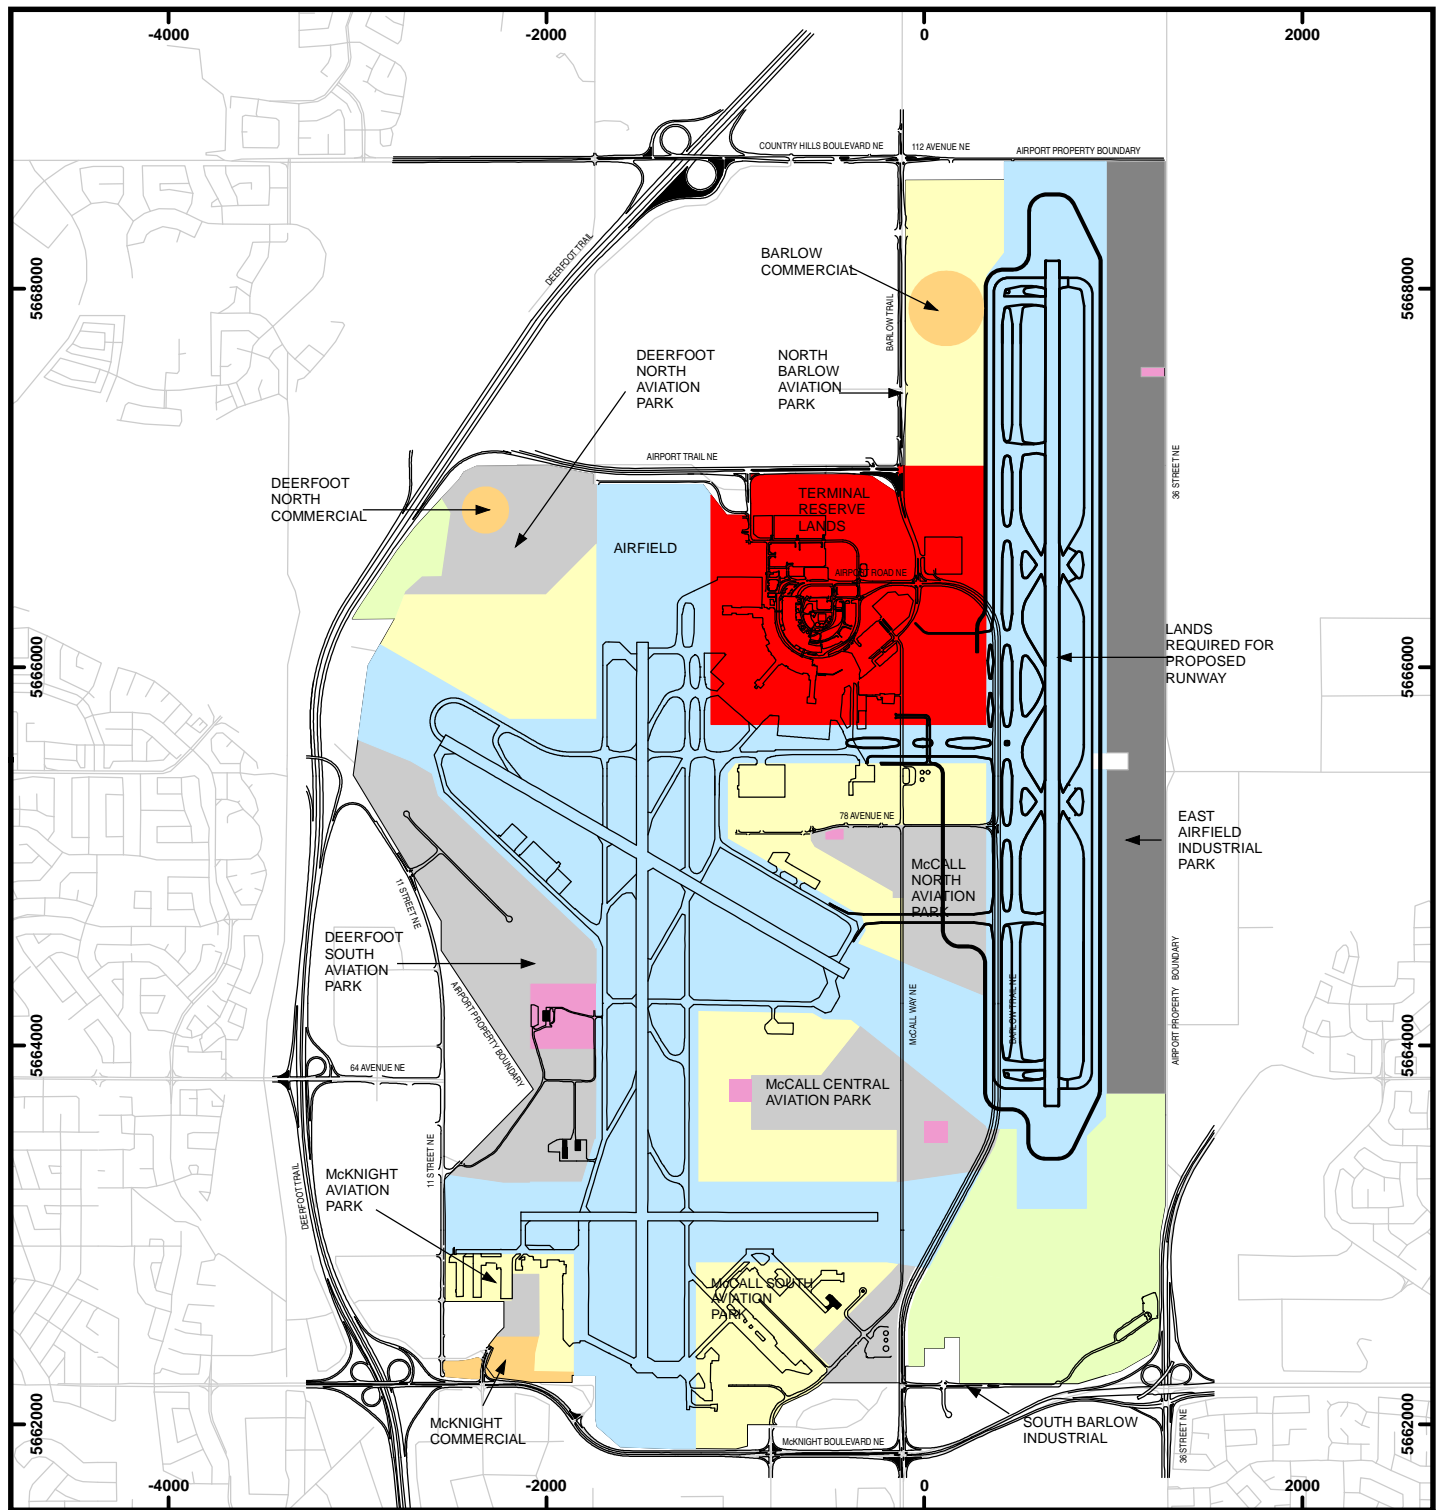 -4000
-2000
0
2000
COUNTRY HILLS BOULEVARD NE
112 AVENUE NE
AIRPORT PROPERTY BOUNDARY
DEERFOOT TRAIL
BARLOW
COMMERCIAL
5668000
5668000
BARLOW TRAIL
DEERFOOT
NORTH
AVIATION
PARK
NORTH
BARLOW
AVIATION
PARK
AIRPORT TRAIL NE
36 STREET NE
DEERFOOT
NORTH
COMMERCIAL
TERMINAL
RESERVE
LANDS
AIRFIELD
AIRPORT ROAD NE
LANDS
REQUIRED FOR
PROPOSED
RUNWAY
5666000
5666000
78 AVENUE NE
EAST
AIRFIELD
INDUSTRIAL
PARK
McCALL
NORTH
AVIATION
PARK
11 STREET NE
DEERFOOT
SOUTH
AVIATION
PARK
AIRPORT PROPERTY BOUNDARY
McCALL WAY NE
BARLOW TRAIL NE
AIRPORT PROPERTY BOUNDARY
5664000
5664000
64 AVENUE NE
McCALL CENTRAL
AVIATION PARK
11 STREET NE
McKNIGHT
AVIATION
PARK
DEERFOOT TRAIL
McCALL SOUTH
AVIATION
PARK
McKNIGHT
COMMERCIAL
SOUTH BARLOW
INDUSTRIAL
McKNIGHT BOULEVARD NE
36 STREET NE
5662000
5662000
-4000
-2000
0
2000